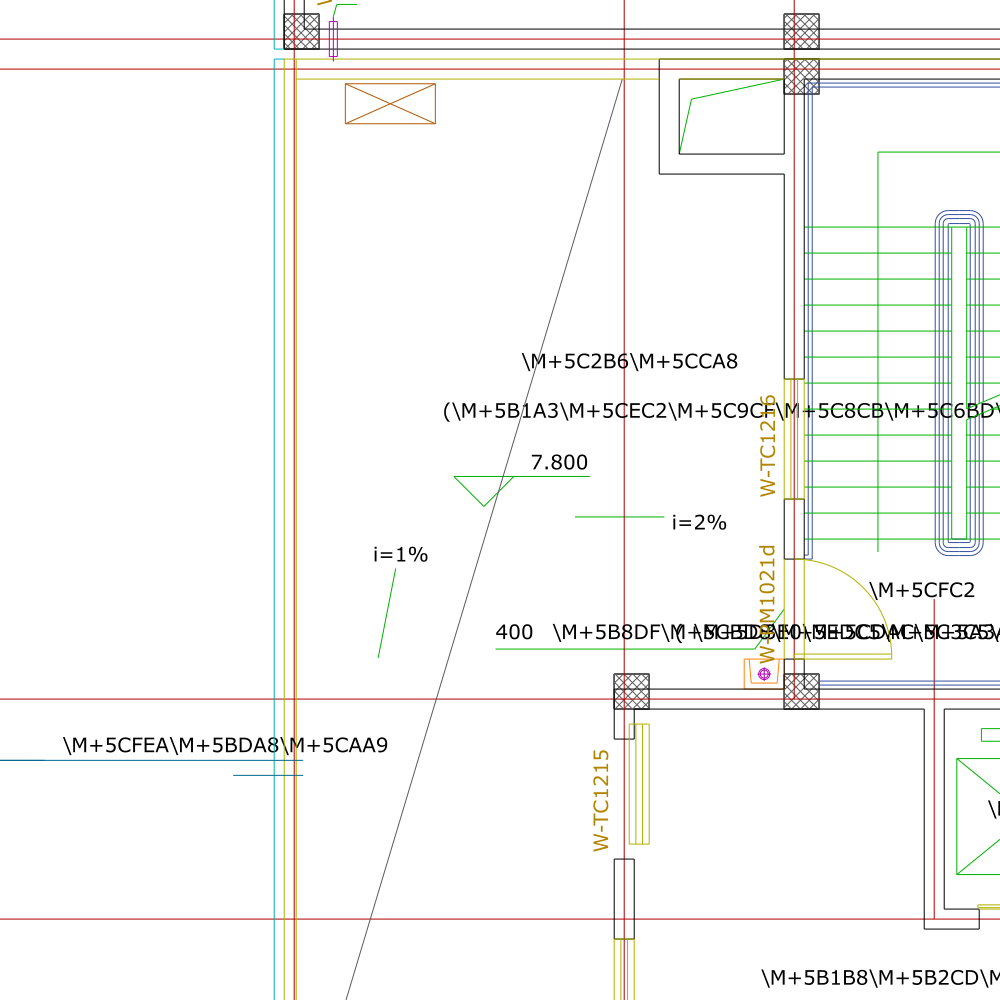 \M+5C2B6\M+5CCA8
(\M+5B1A3\M+5CEC2\M+5C9CF\M+5C8CB\M+5C6BD\
W-TC1216
7.800
i=2%
i=1%
\M+5CFC2
400 \M+5B8DF\
\M+5CFEA\M+5BDA8\M+5CAA9
W-TC1215
\M+5B1B8\M+5B2CD\M